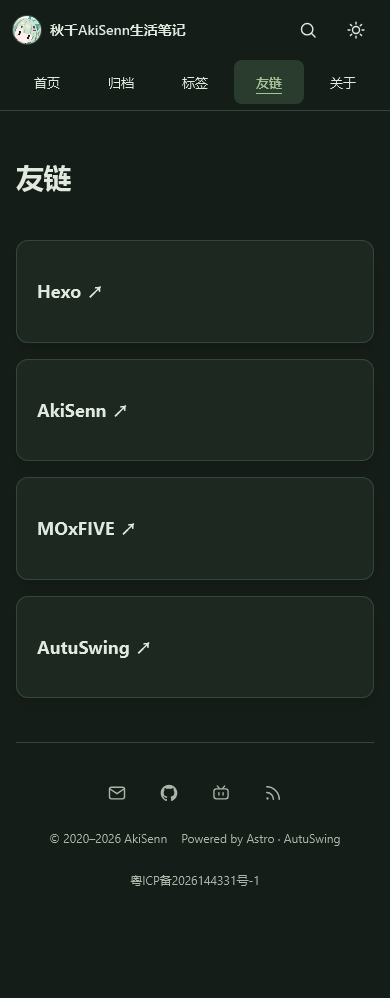 秋千AkiSenn生活笔记
首页 归档 标签 友链 关于
友链
Hexo ↗
AkiSenn ↗
MOxFIVE ↗
AutuSwing ↗
© 2020–2026 AkiSenn Powered by Astro · AutuSwing
粤ICP备2026144331号-1